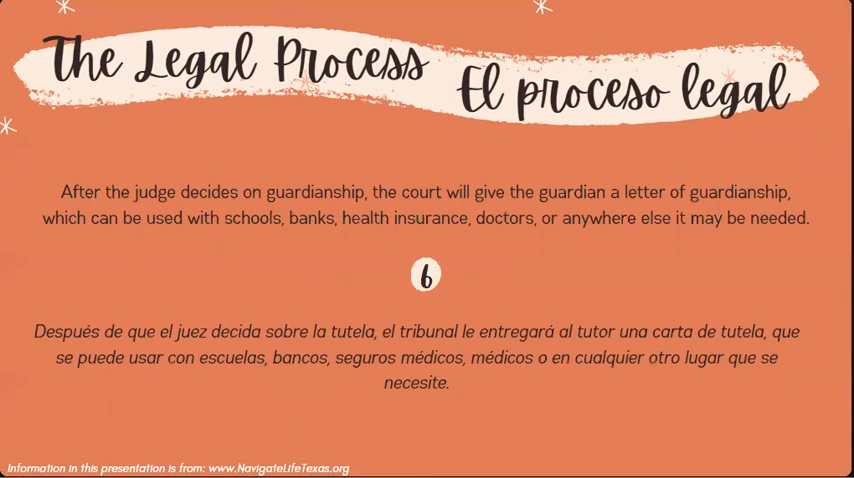 The Legal Process
El proceso legal
After the judge decides on guardianship, the court will give the guardian a letter of guardianship,
which can be used with schools, banks, health insurance, doctors, or anywhere else it may be needed.
6
Después de que el juez decida sobre la tutela, el tribunal le entregará al tutor una carta de tutela, que
se puede usar con escuelas, bancos, seguros médicos, médicos o en cualquier otro lugar que se
necesite.
Information in this presentation is from: www.NavigateLifeTexas.org